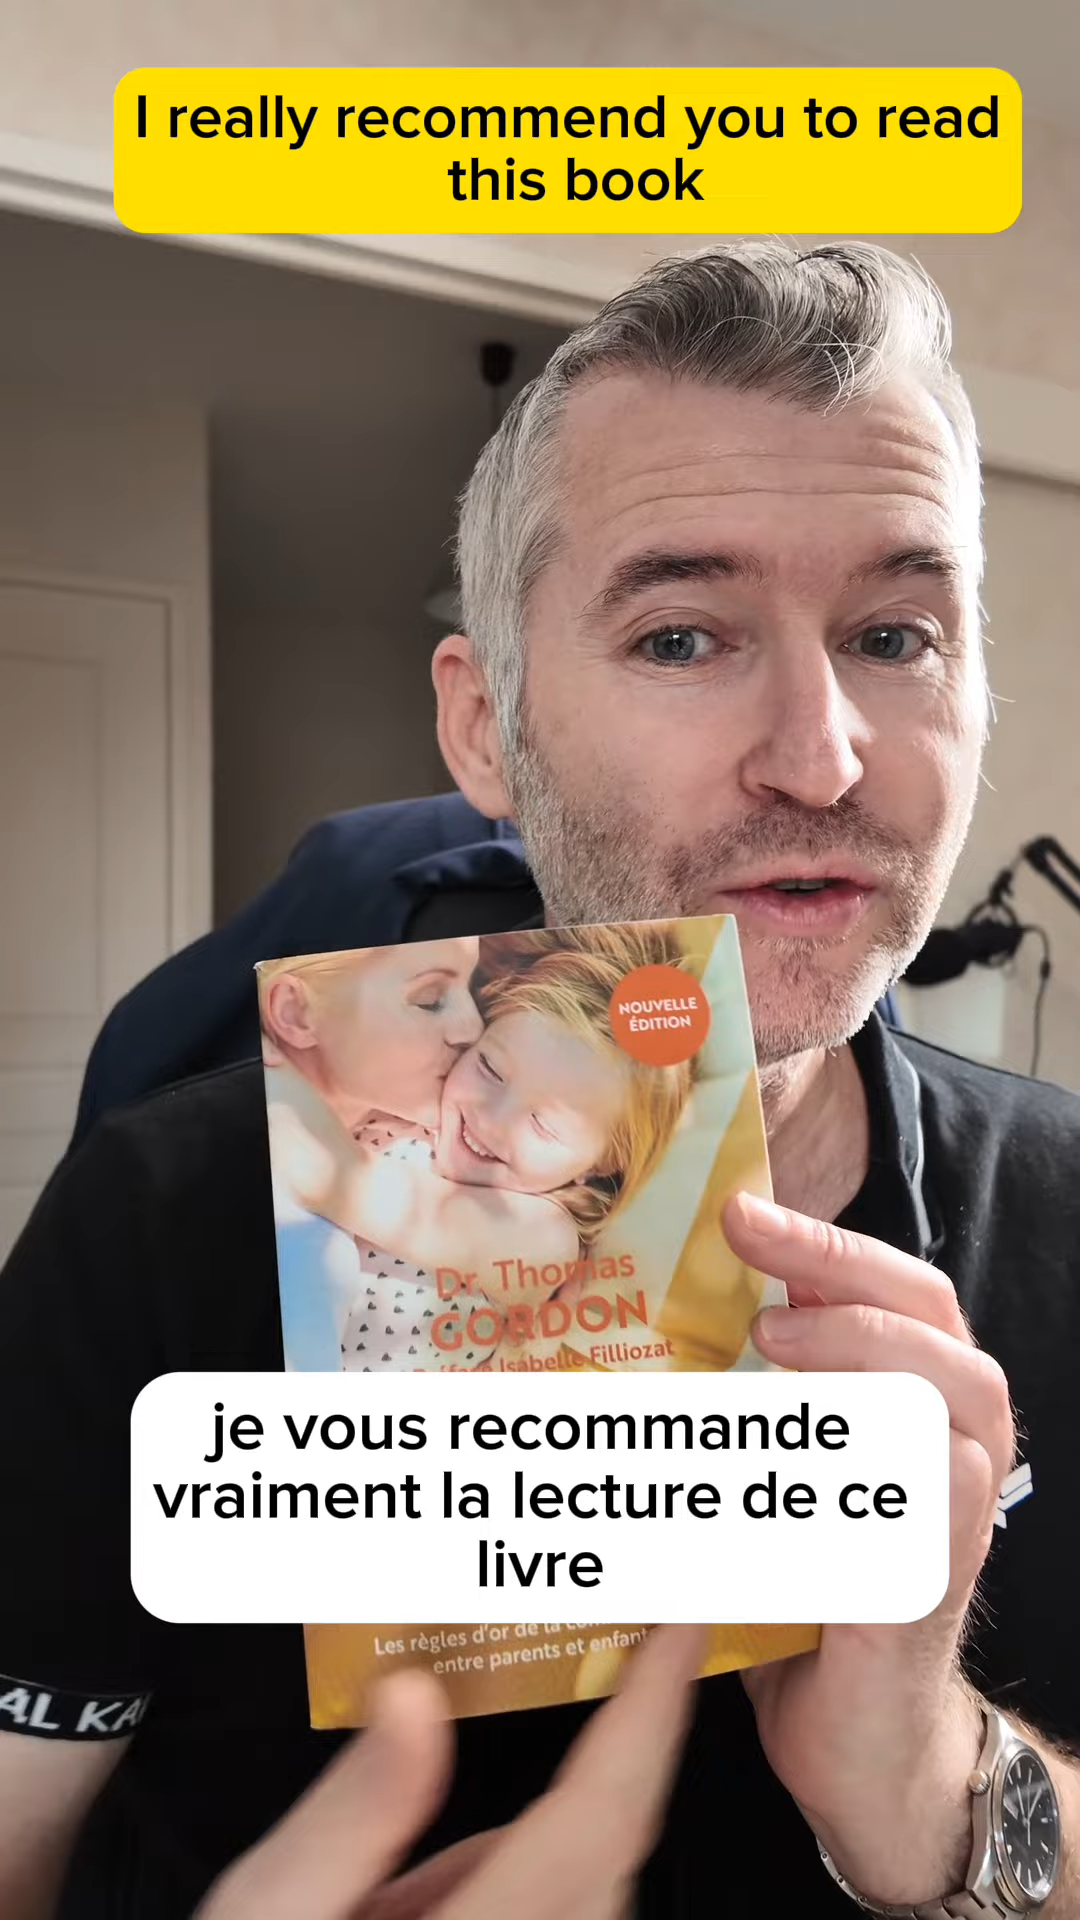 I really recommend you to read
this book
NOUVELLE
ÉDITION
Dr. Thomas
GORDON
Isabelle Filliozat
je vous recommande
vraiment la lecture de ce
livre
Les règles d'or de la
entre parents et
AL